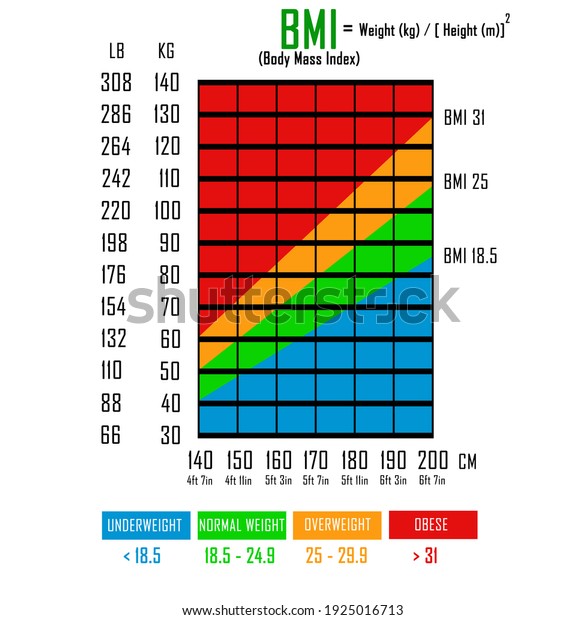 BMI = Weight (kg) / [ Height (m)]²
(Body Mass Index)
LB KG
308 140
286 130
BMI 31
264 120
242 110
BMI 25
220 100
198 90
BMI 18.5
176 80
shutterstock
154 70
132 60
110 50
88 40
66 30
140 150 160 170 180 190 200 CM
4ft 7in 4ft 11in 5ft 3in 5ft 7in 5ft 11in 6ft 3in 6ft 7in
UNDERWEIGHT NORMAL WEIGHT OVERWEIGHT OBESE
< 18.5 18.5 - 24.9 25 - 29.9 > 31
shutterstock.com · 1925016713